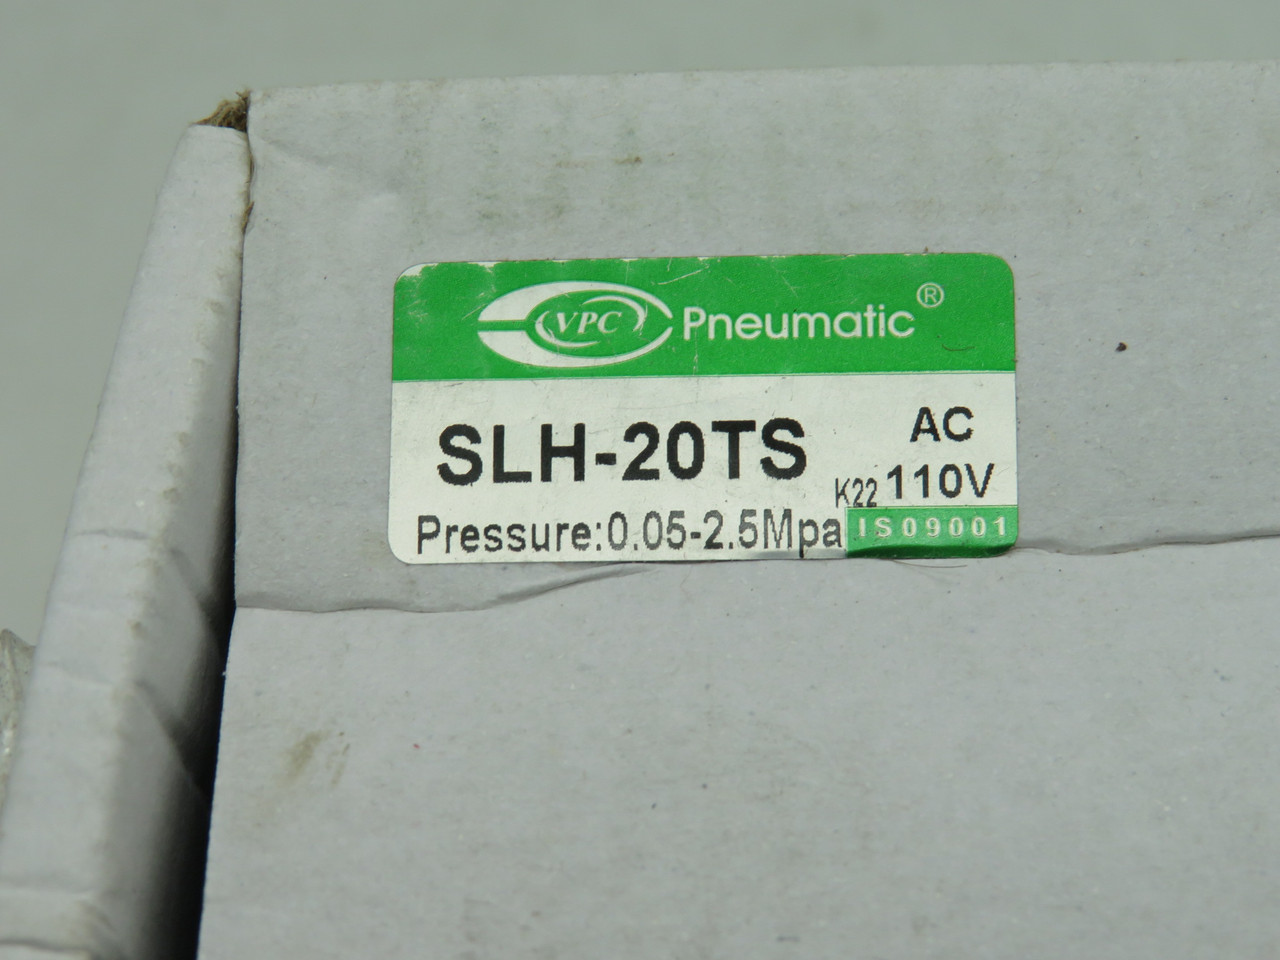 VPC Pneumatic®
SLH-20TS AC
K22 110V
Pressure:0.05-2.5Mpa ISO9001